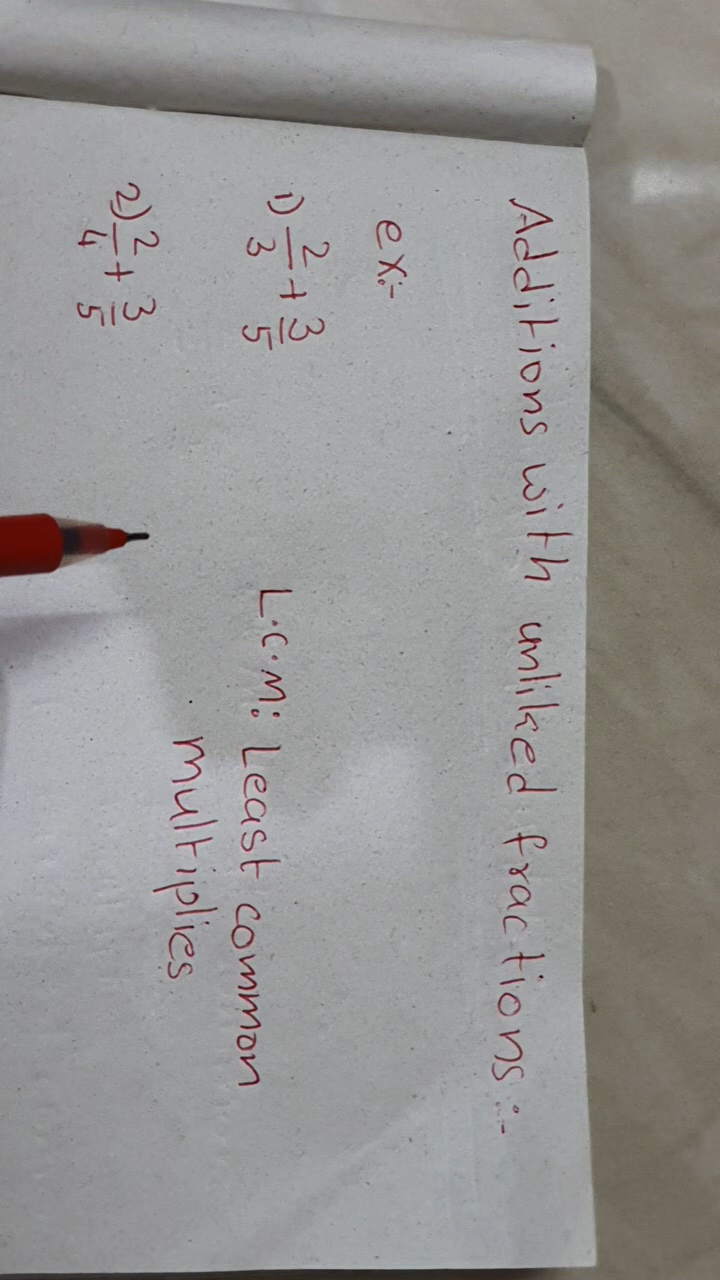 Additions with unliked fractions:-
ex:-
1) 2/3 + 3/5
L.C.M: Least common
multiplies
2) 2/4 + 3/5